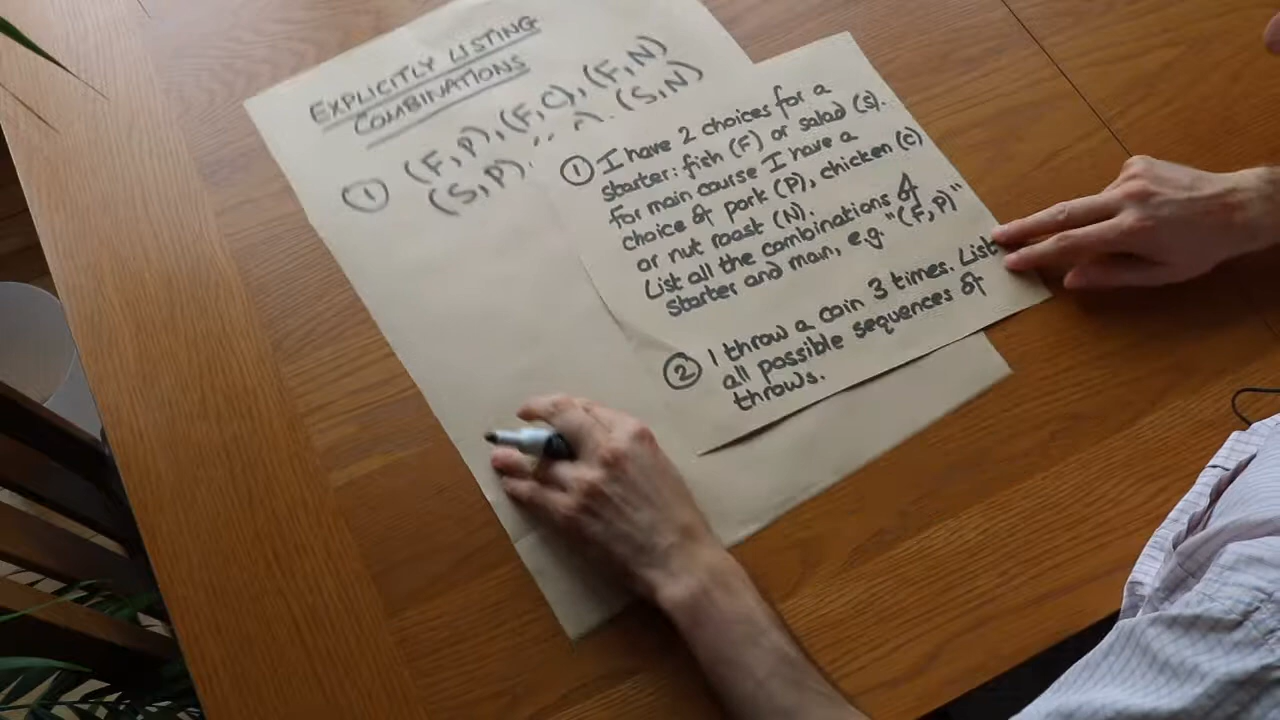 EXPLICITLY LISTING
COMBINATIONS
① (F,P), (F,C), (F,N)
(S,P), (S,N)
① I have 2 choices for a
starter: fish (F) or salad (S).
for main course I have a
choice of pork (P), chicken (C)
or nut roast (N).
List all the combinations of
starter and main, e.g. "(F,P)"
② I throw a coin 3 times. List
all possible sequences of
throws.